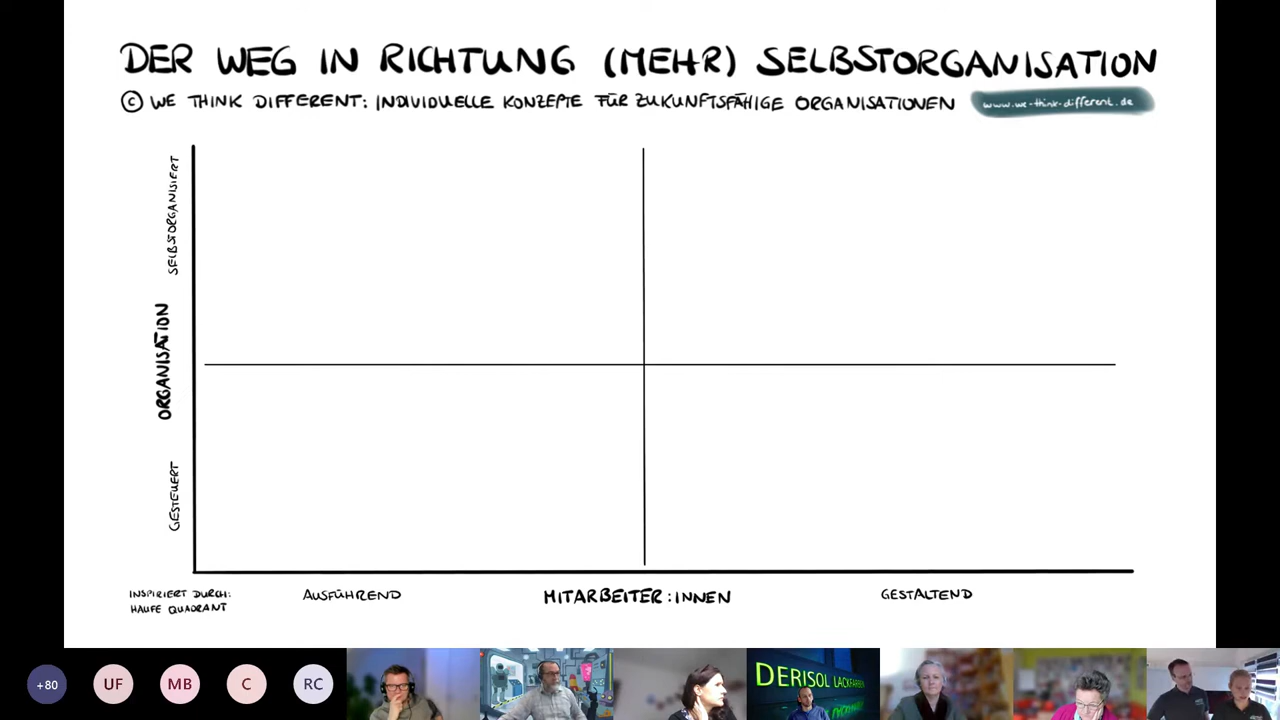 DER WEG IN RICHTUNG (MEHR) SELBSTORGANISATION
© WE THINK DIFFERENT: INDIVIDUELLE KONZEPTE FÜR ZUKUNFTSFÄHIGE ORGANISATIONEN www.we-think-different.de
SELBSTORGANISIERT
ORGANISATION
GESTEUERT
INSPIRIERT DURCH:
HAUFE QUADRANT
AUSFÜHREND
MITARBEITER:INNEN
GESTALTEND
+80
UF
MB
C
RC
DERISOL LACKFARBEN